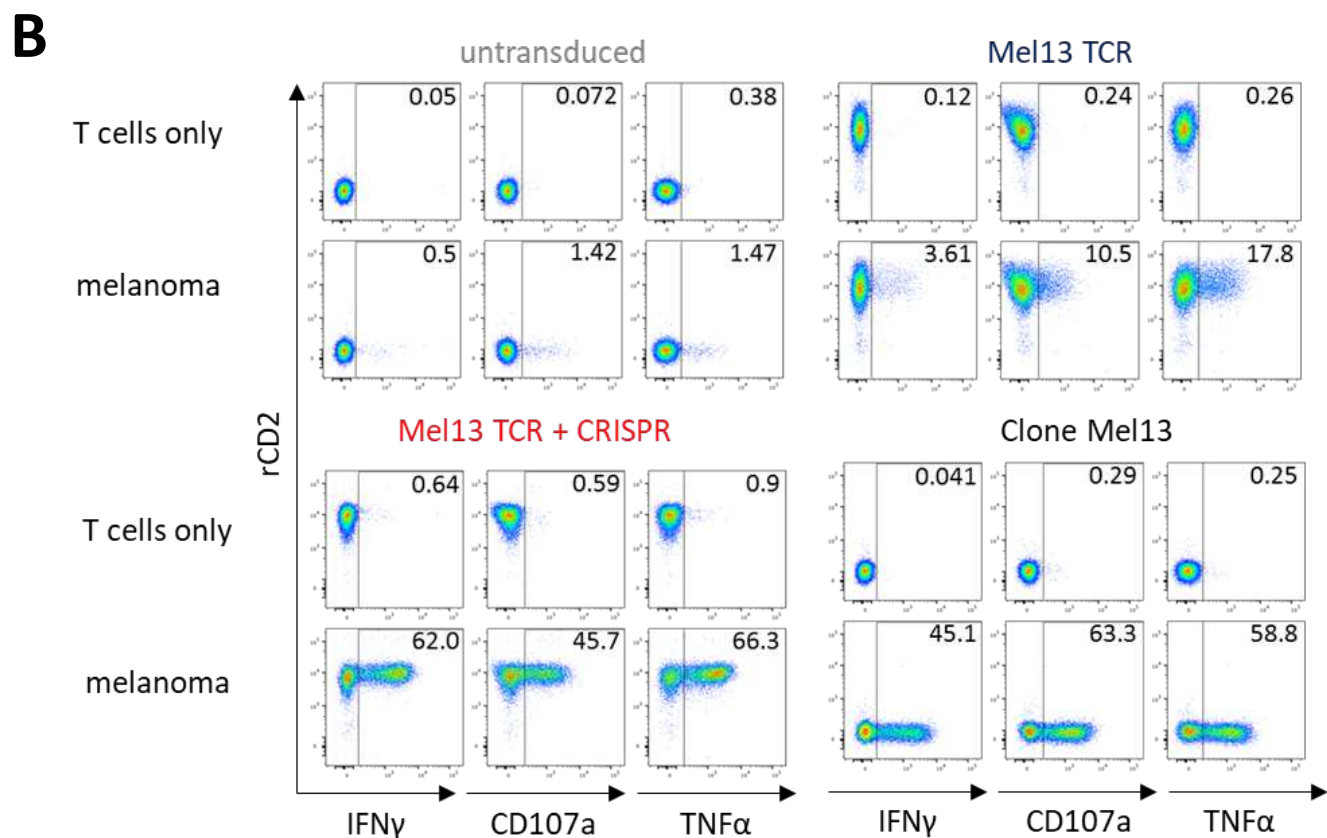 B
untransduced
Mel13 TCR
T cells only
0.05
0.072
0.38
0.12
0.24
0.26
melanoma
0.5
1.42
1.47
3.61
10.5
17.8
rCD2
Mel13 TCR + CRISPR
Clone Mel13
T cells only
0.64
0.59
0.9
0.041
0.29
0.25
melanoma
62.0
45.7
66.3
45.1
63.3
58.8
IFNγ
CD107a
TNFα
IFNγ
CD107a
TNFα